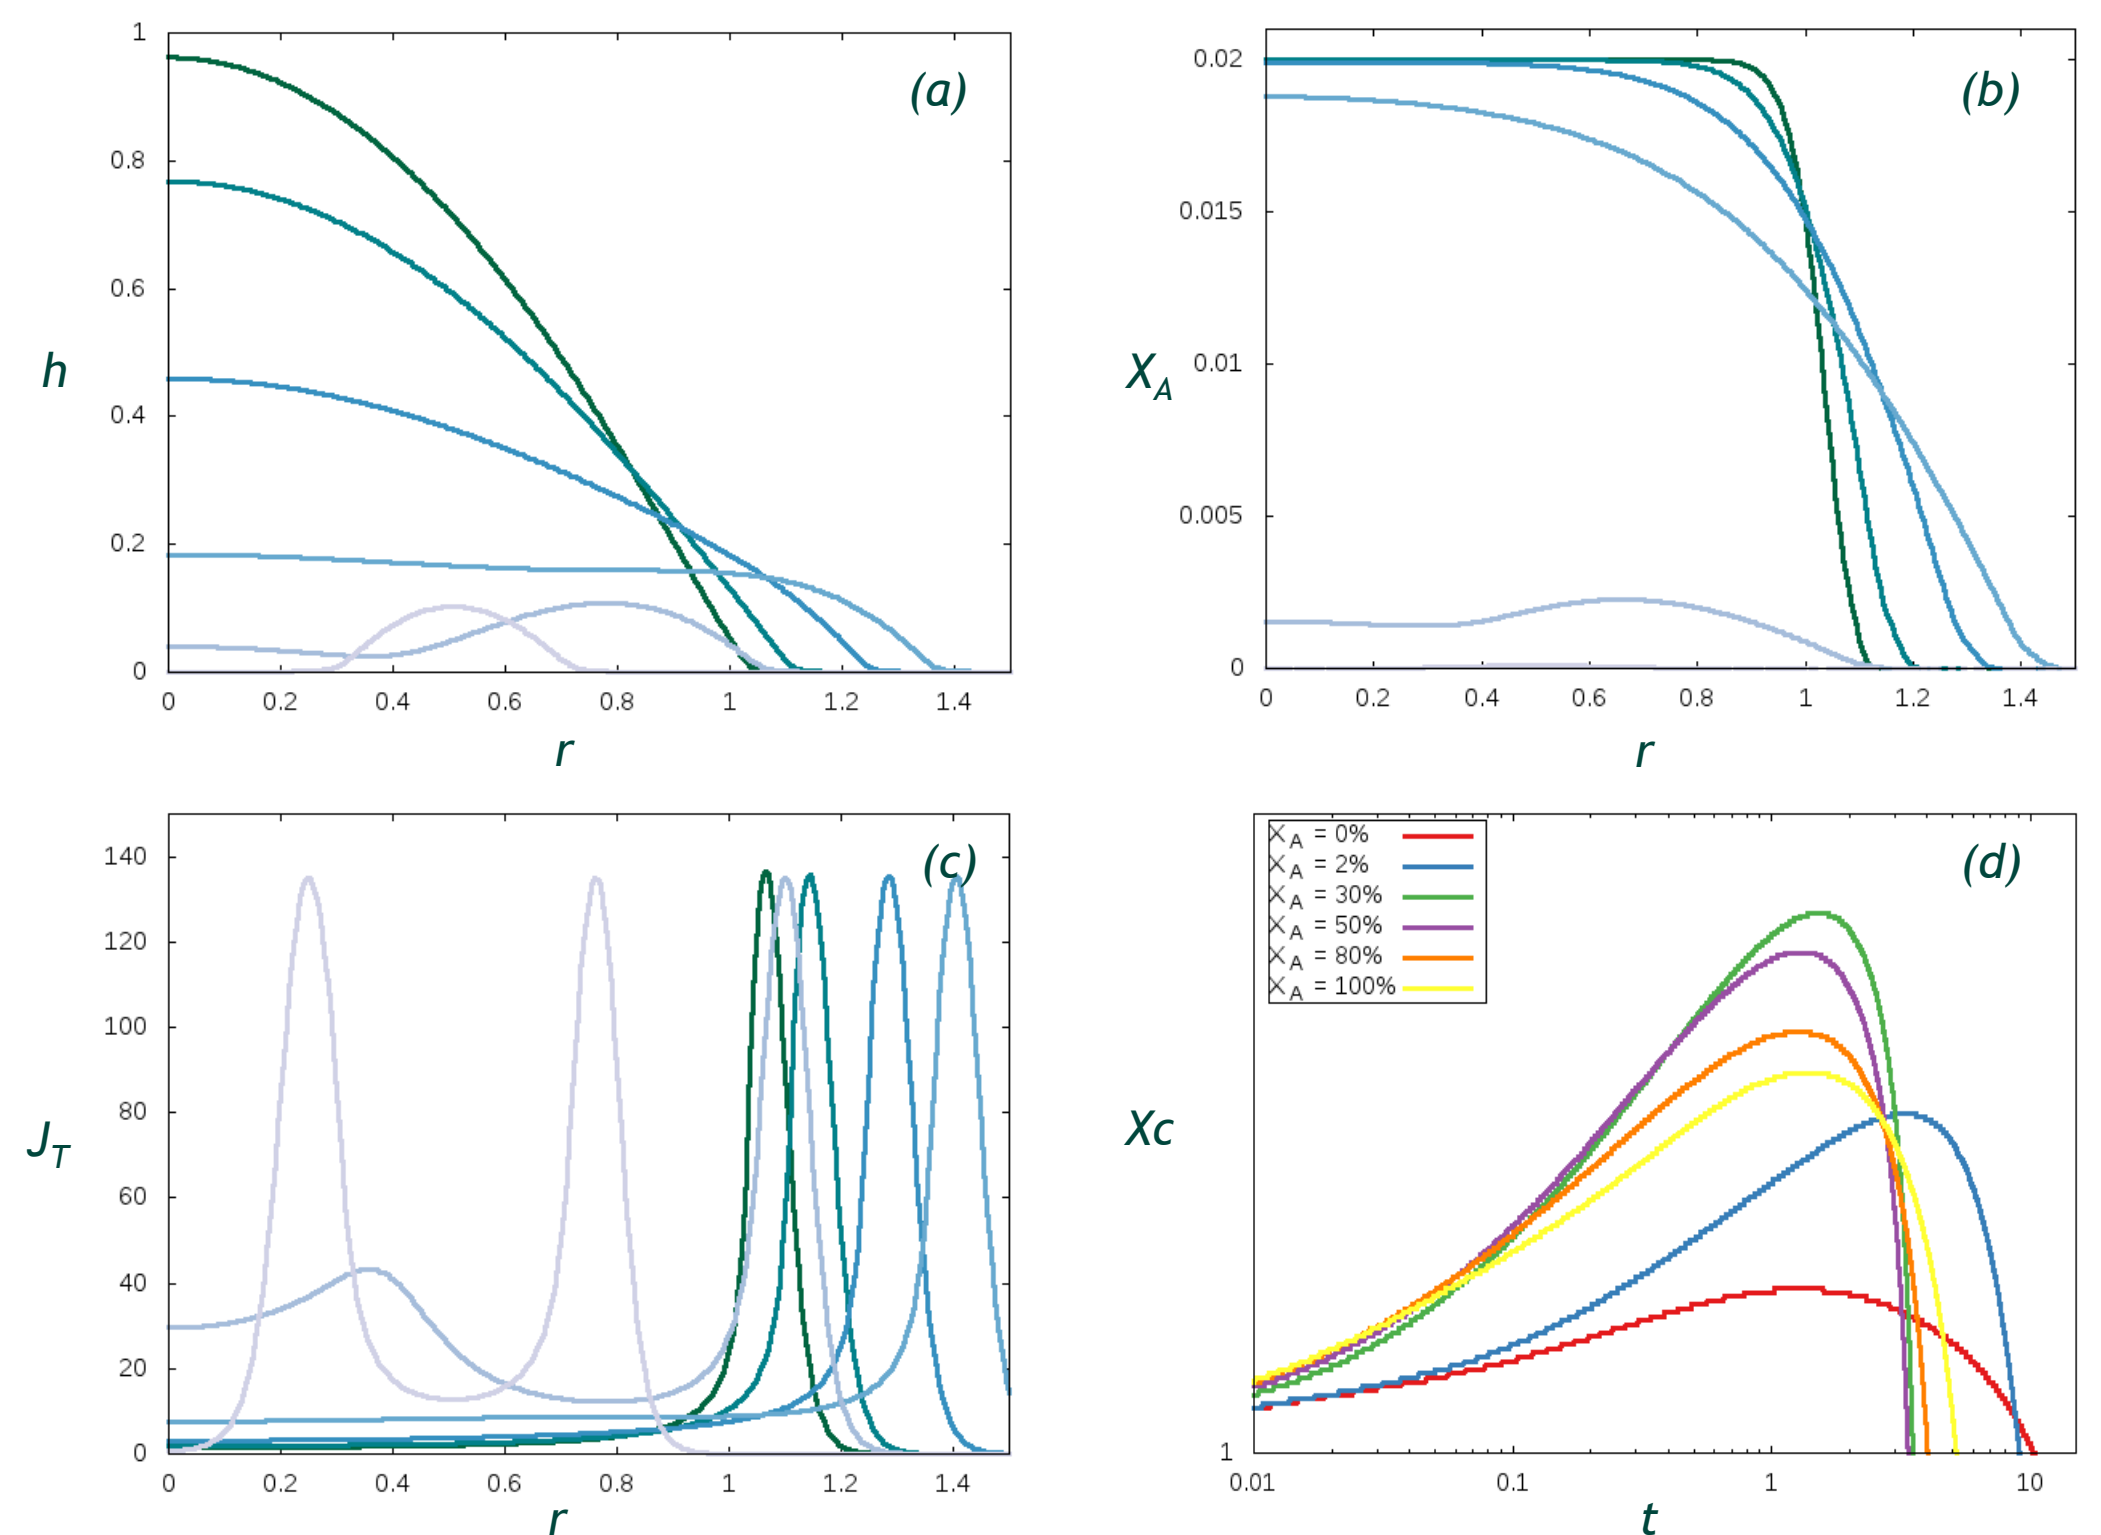 (a)
1
0.8
0.6
0.4
0.2
0
h
0 0.2 0.4 0.6 0.8 1 1.2 1.4
r
(b)
0.02
0.015
0.01
0.005
0
X_A
0 0.2 0.4 0.6 0.8 1 1.2 1.4
r
(c)
140
120
100
80
60
40
20
0
J_T
0 0.2 0.4 0.6 0.8 1 1.2 1.4
r
(d)
X_A = 0%
X_A = 2%
X_A = 30%
X_A = 50%
X_A = 80%
X_A = 100%
Xc
1
0.01 0.1 1 10
t